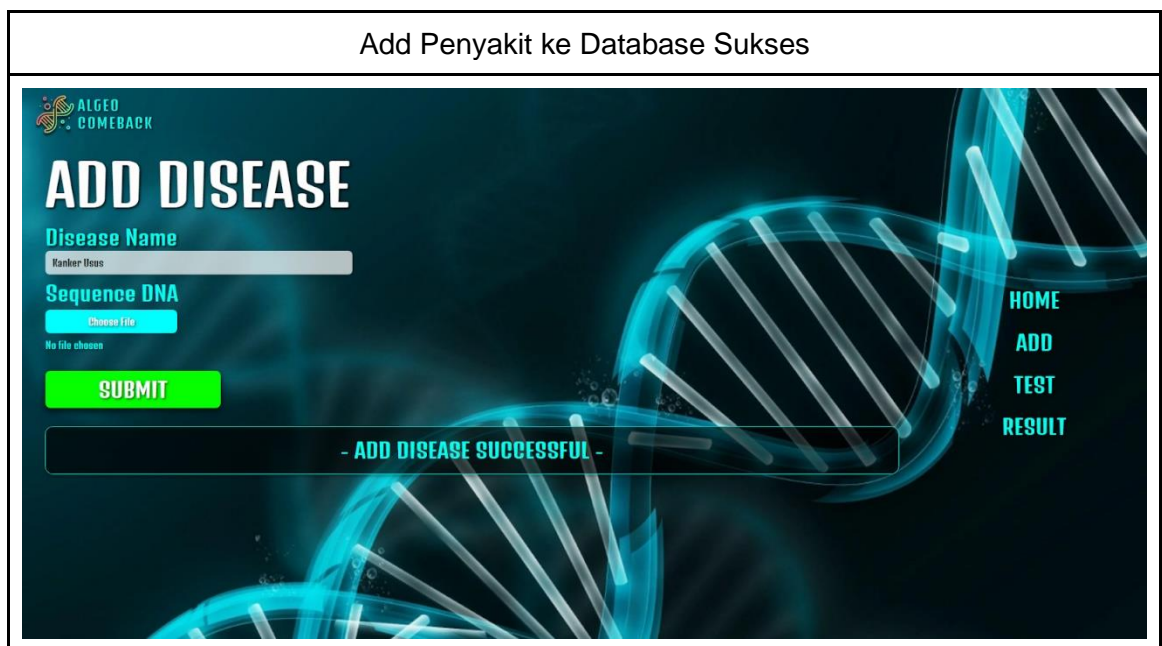 Add Penyakit ke Database Sukses
ALGEO
COMEBACK
ADD DISEASE
Disease Name
Kanker Usus
Sequence DNA
Choose File
No file chosen
SUBMIT
- ADD DISEASE SUCCESSFUL -
HOME
ADD
TEST
RESULT